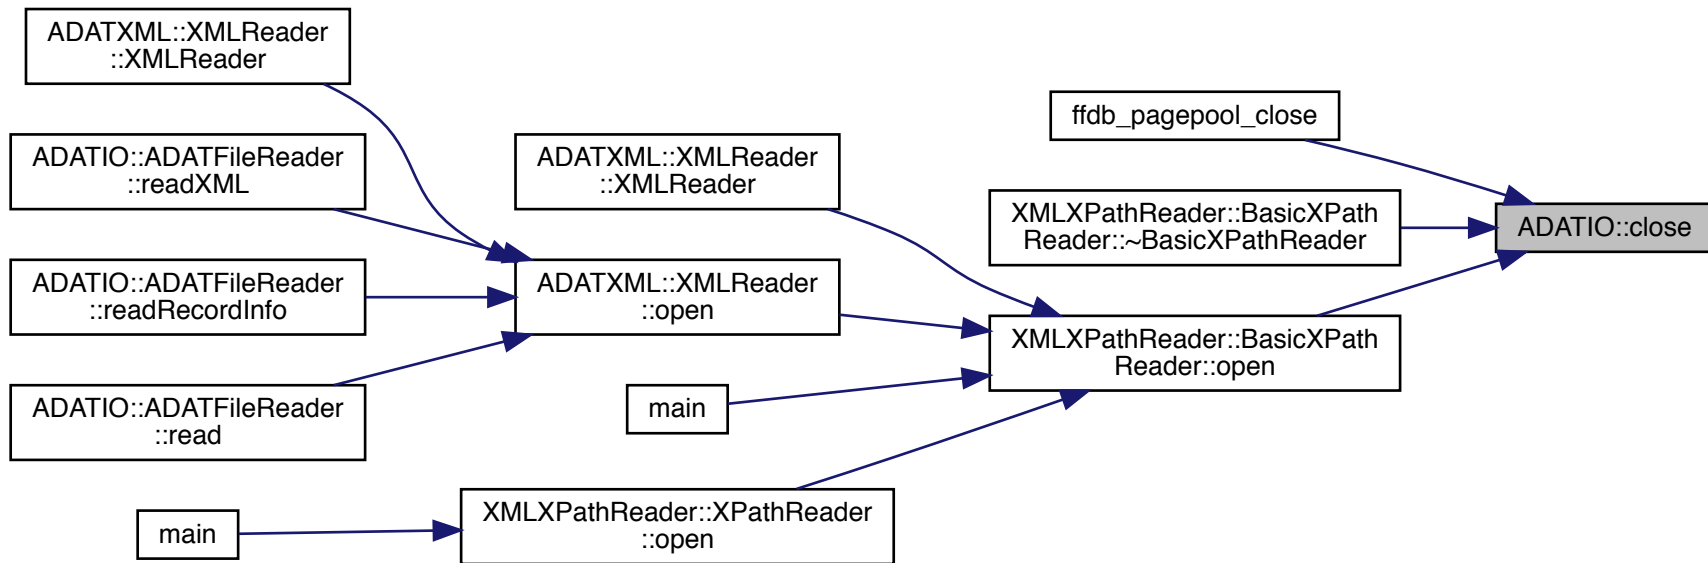 ADATXML::XMLReader
::XMLReader
ADATIO::ADATFileReader
::readXML
ADATIO::ADATFileReader
::readRecordInfo
ADATIO::ADATFileReader
::read
main
ADATXML::XMLReader
::XMLReader
ADATXML::XMLReader
::open
main
XMLXPathReader::XPathReader
::open
ffdb_pagepool_close
XMLXPathReader::BasicXPath
Reader::~BasicXPathReader
XMLXPathReader::BasicXPath
Reader::open
ADATIO::close